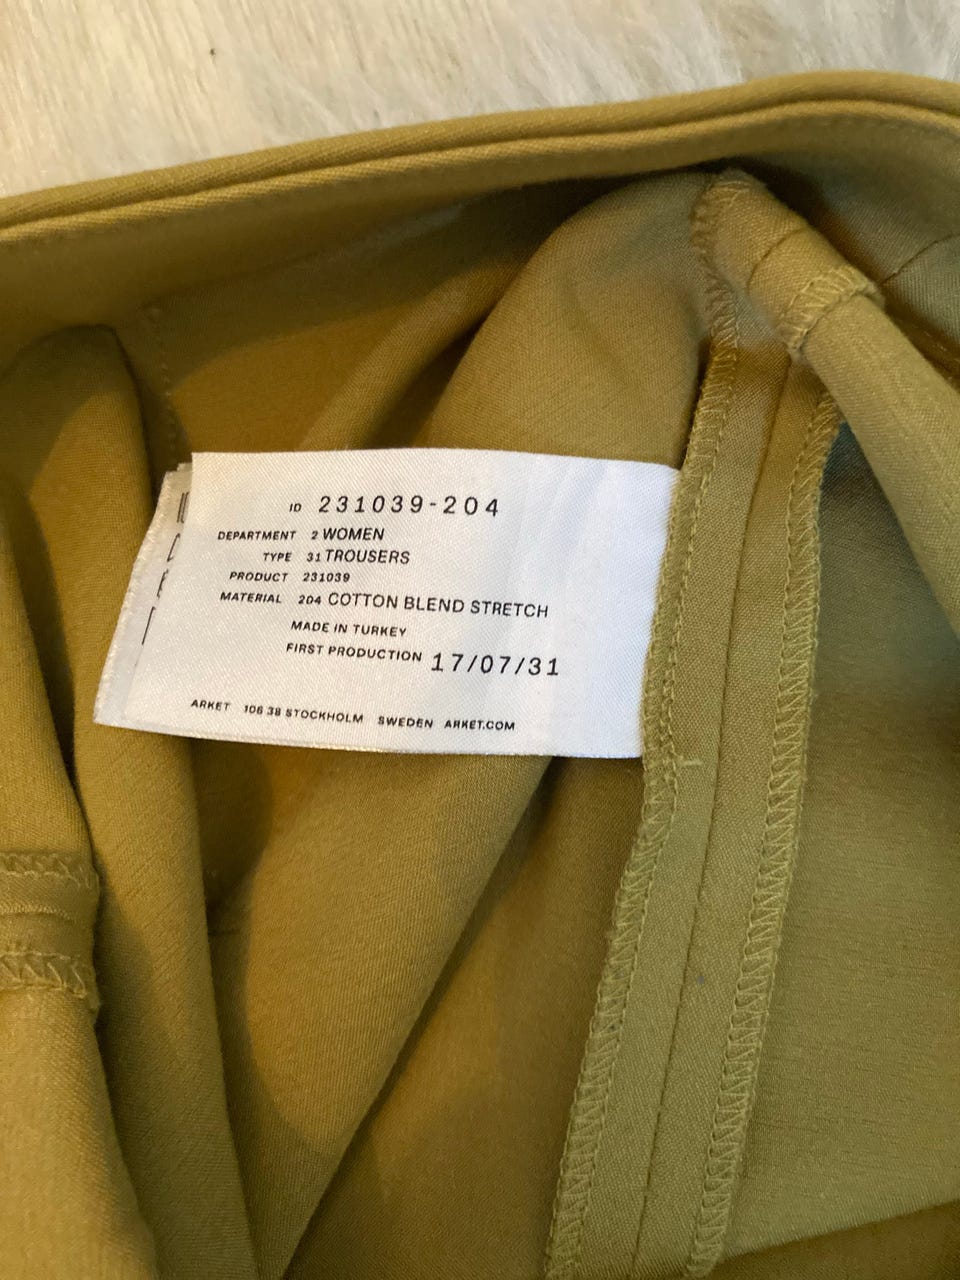 ID 231039-204
DEPARTMENT 2 WOMEN
TYPE 31 TROUSERS
PRODUCT 231039
MATERIAL 204 COTTON BLEND STRETCH
MADE IN TURKEY
FIRST PRODUCTION 17/07/31
ARKET 106 38 STOCKHOLM SWEDEN ARKET.COM